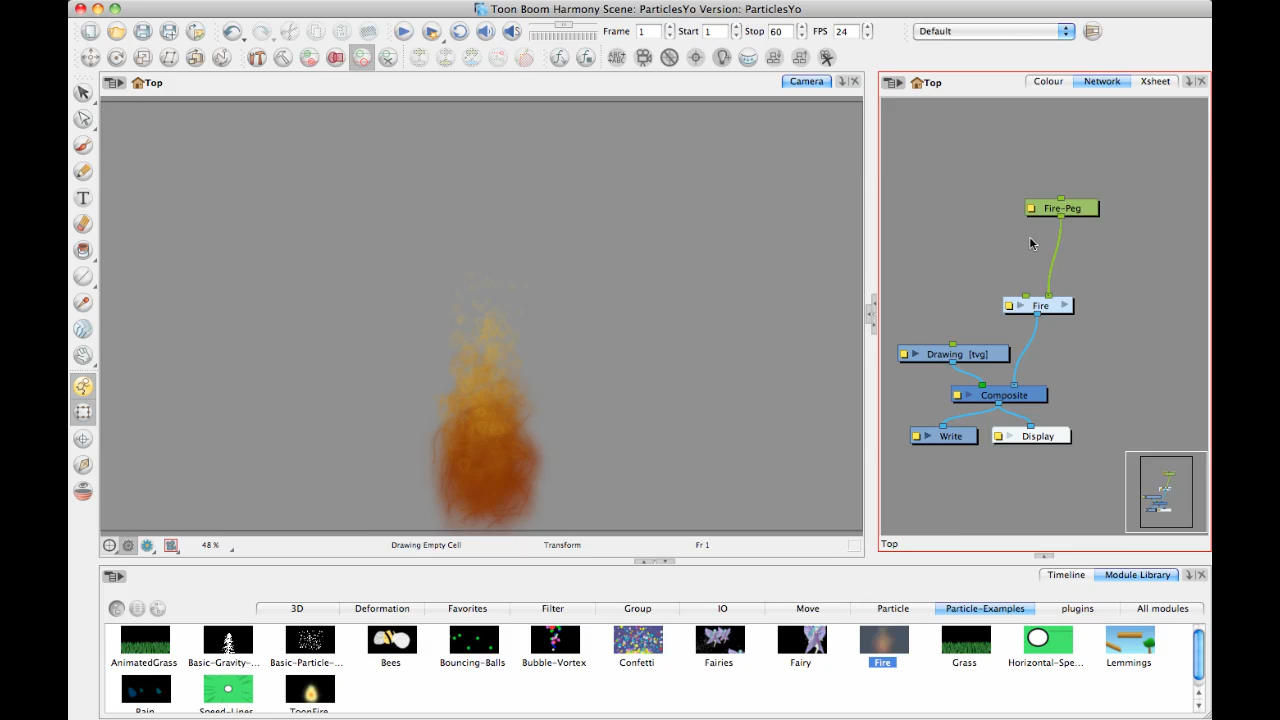 Toon Boom Harmony Scene: ParticlesYo Version: ParticlesYo
Frame 1 Start 1 Stop 60 FPS 24 Default
Top Camera
Top Colour Network Xsheet
T
Fire-Peg
Fire
Drawing [tvg]
Composite
Write Display
48 % Drawing Empty Cell Transform Fr 1
Top
Timeline Module Library
3D Deformation Favorites Filter Group IO Move Particle Particle-Examples plugins All modules
AnimatedGrass Basic-Gravity-... Basic-Particle-... Bees Bouncing-Balls Bubble-Vortex Confetti Fairies Fairy Fire Grass Horizontal-Spe... Lemmings
Rain Speed-Lines ToonFire